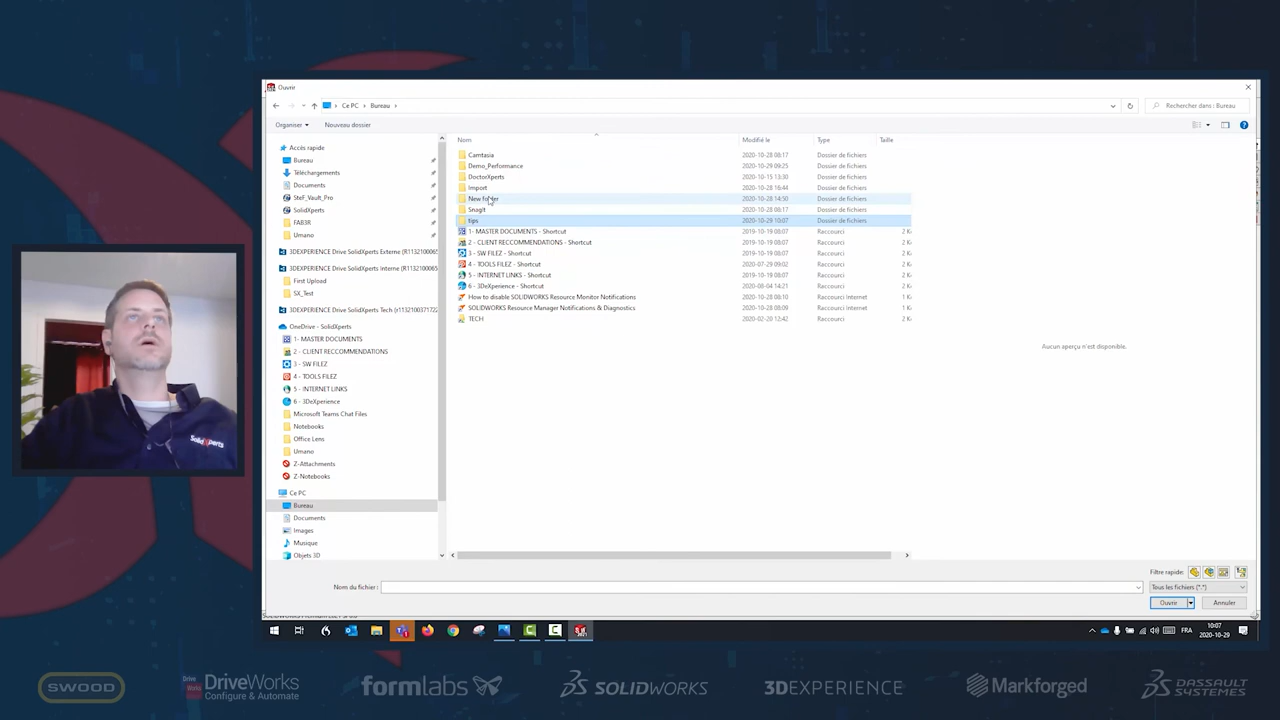 Ouvrir
Ce PC > Bureau >
Rechercher dans : Bureau
Organiser
Nouveau dossier
Nom
Modifié le
Type
Taille
Accès rapide
Bureau
Téléchargements
Documents
SteF_Vault_Pro
SolidXperts
FAB3R
Umano
3DEXPERIENCE Drive SolidXperts Externe
3DEXPERIENCE Drive SolidXperts Interne
First Upload
SX_Test
3DEXPERIENCE Drive SolidXperts Tech
OneDrive - SolidXperts
1- MASTER DOCUMENTS
2 - CLIENT RECCOMMENDATIONS
3 - SW FILEZ
4 - TOOLS FILEZ
5 - INTERNET LINKS
6 - 3DeXperience
Microsoft Teams Chat Files
Notebooks
Office Lens
Umano
Z-Attachments
Z-Notebooks
Ce PC
Bureau
Documents
Images
Musique
Objets 3D
Camtasia 2020-10-28 08:17 Dossier de fichiers
Demo_Performance 2020-10-29 09:25 Dossier de fichiers
DoctorXperts 2020-10-15 13:30 Dossier de fichiers
Import 2020-10-28 16:44 Dossier de fichiers
New folder 2020-10-28 14:50 Dossier de fichiers
Snagit 2020-10-28 08:17 Dossier de fichiers
tips 2020-10-29 10:07 Dossier de fichiers
1- MASTER DOCUMENTS - Shortcut 2019-10-19 08:07 Raccourci 2 K
2 - CLIENT RECCOMMENDATIONS - Shortcut 2019-10-19 08:07 Raccourci 2 K
3 - SW FILEZ - Shortcut 2019-10-19 08:07 Raccourci 2 K
4 - TOOLS FILEZ - Shortcut 2020-07-29 09:02 Raccourci 2 K
5 - INTERNET LINKS - Shortcut 2019-10-19 08:07 Raccourci 2 K
6 - 3DeXperience - Shortcut 2020-08-04 14:21 Raccourci 2 K
How to disable SOLIDWORKS Resource Monitor Notifications 2020-10-28 08:10 Raccourci Internet 1 K
SOLIDWORKS Resource Manager Notifications & Diagnostics 2020-10-28 08:09 Raccourci Internet 1 K
TECH 2020-02-20 12:42 Raccourci 2 K
Aucun aperçu n'est disponible.
Filtre rapide:
Nom du fichier :
Tous les fichiers (*.*)
Ouvrir
Annuler
FRA
10:07
2020-10-29
SolidXperts
SWOOD
DriveWorks
Configure & Automate
formlabs
SOLIDWORKS
3DEXPERIENCE
Markforged
DASSAULT SYSTEMES